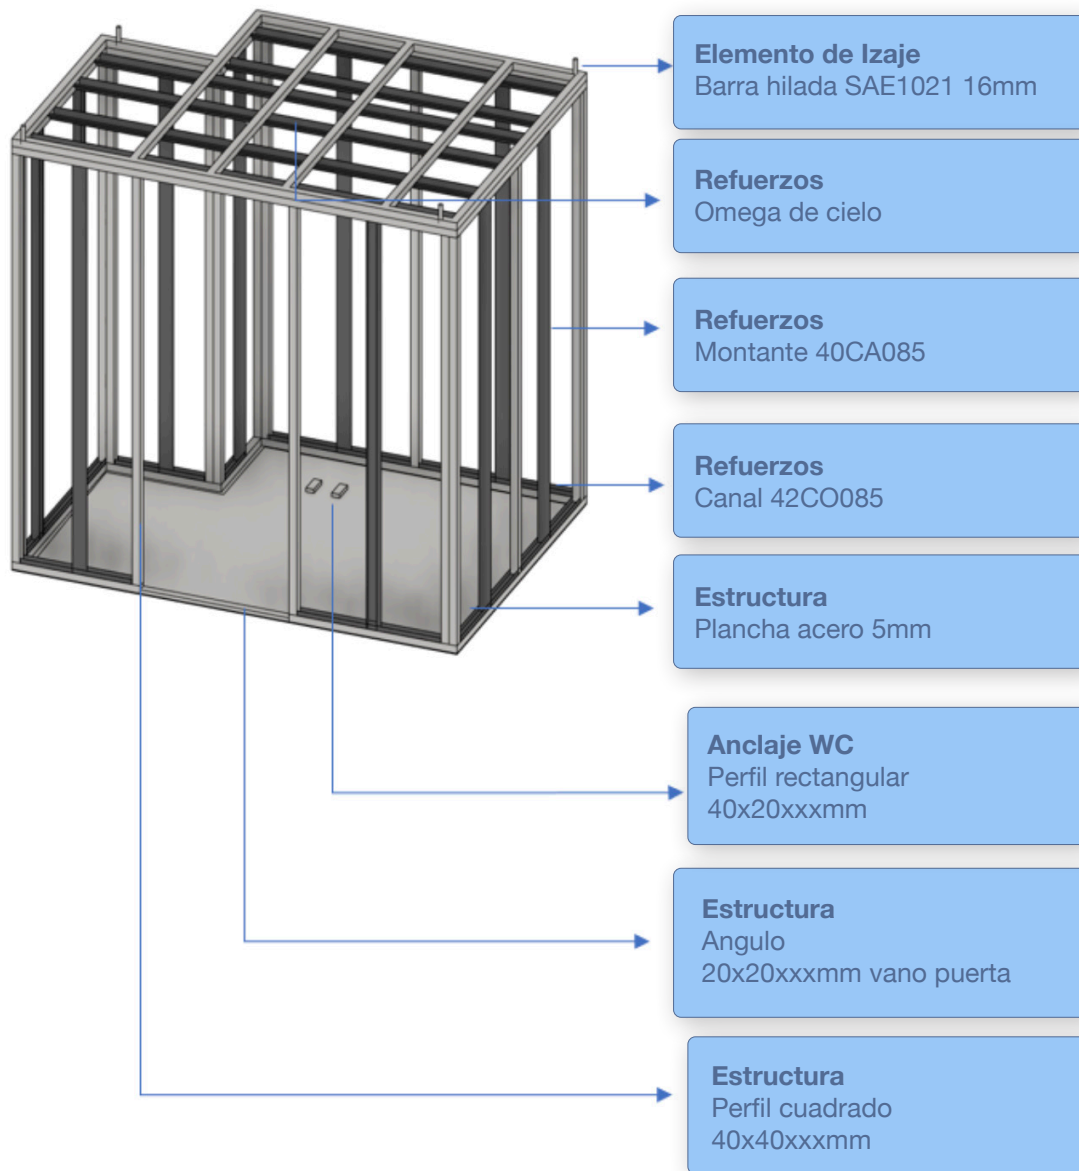 Elemento de Izaje
Barra hilada SAE1021 16mm
Refuerzos
Omega de cielo
Refuerzos
Montante 40CA085
Refuerzos
Canal 42CO085
Estructura
Plancha acero 5mm
Anclaje WC
Perfil rectangular
40x20xxxmm
Estructura
Angulo
20x20xxxmm vano puerta
Estructura
Perfil cuadrado
40x40xxxmm